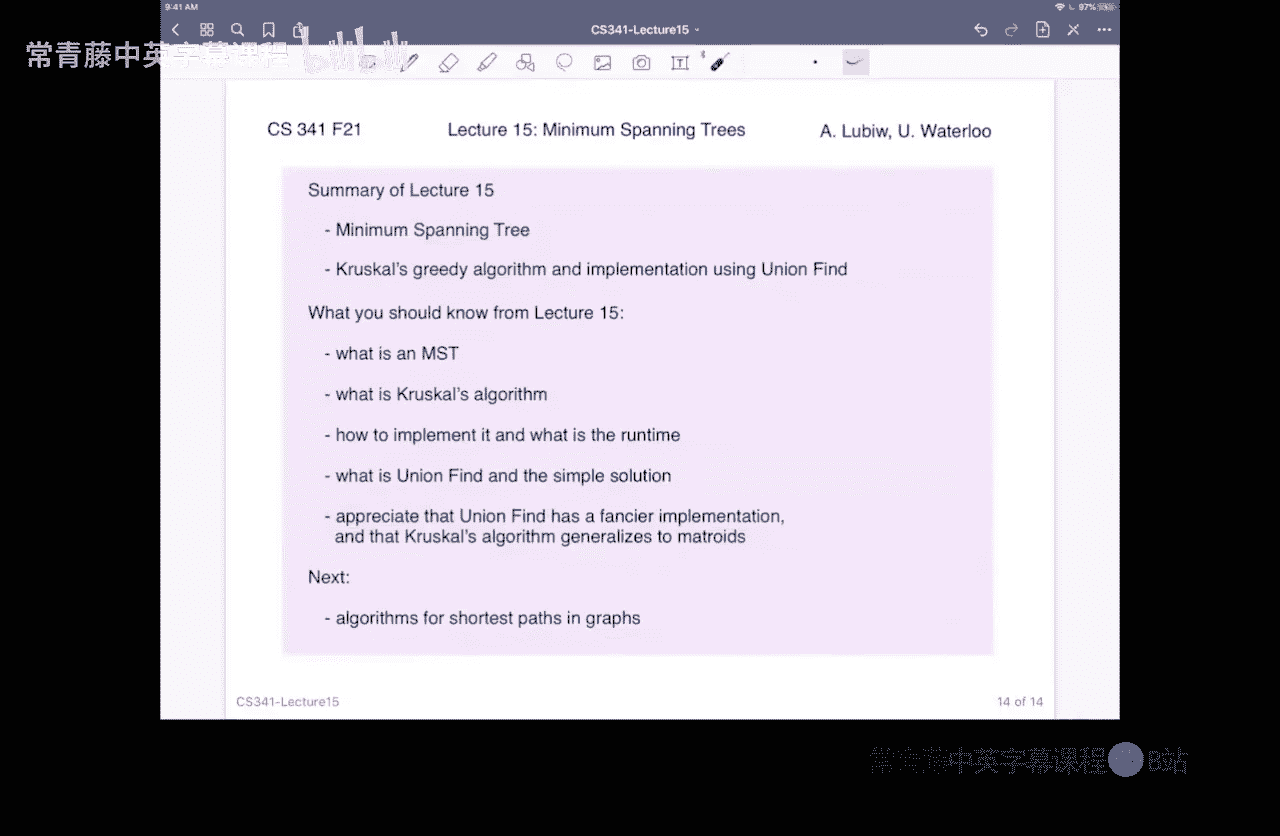 9:41 AM
97%
CS341-Lecture15
常青藤中英字幕课程
CS 341 F21
Lecture 15: Minimum Spanning Trees
A. Lubiw, U. Waterloo
Summary of Lecture 15
- Minimum Spanning Tree
- Kruskal's greedy algorithm and implementation using Union Find
What you should know from Lecture 15:
- what is an MST
- what is Kruskal's algorithm
- how to implement it and what is the runtime
- what is Union Find and the simple solution
- appreciate that Union Find has a fancier implementation,
and that Kruskal's algorithm generalizes to matroids
Next:
- algorithms for shortest paths in graphs
CS341-Lecture15
14 of 14
常青藤中英字幕课程
B站